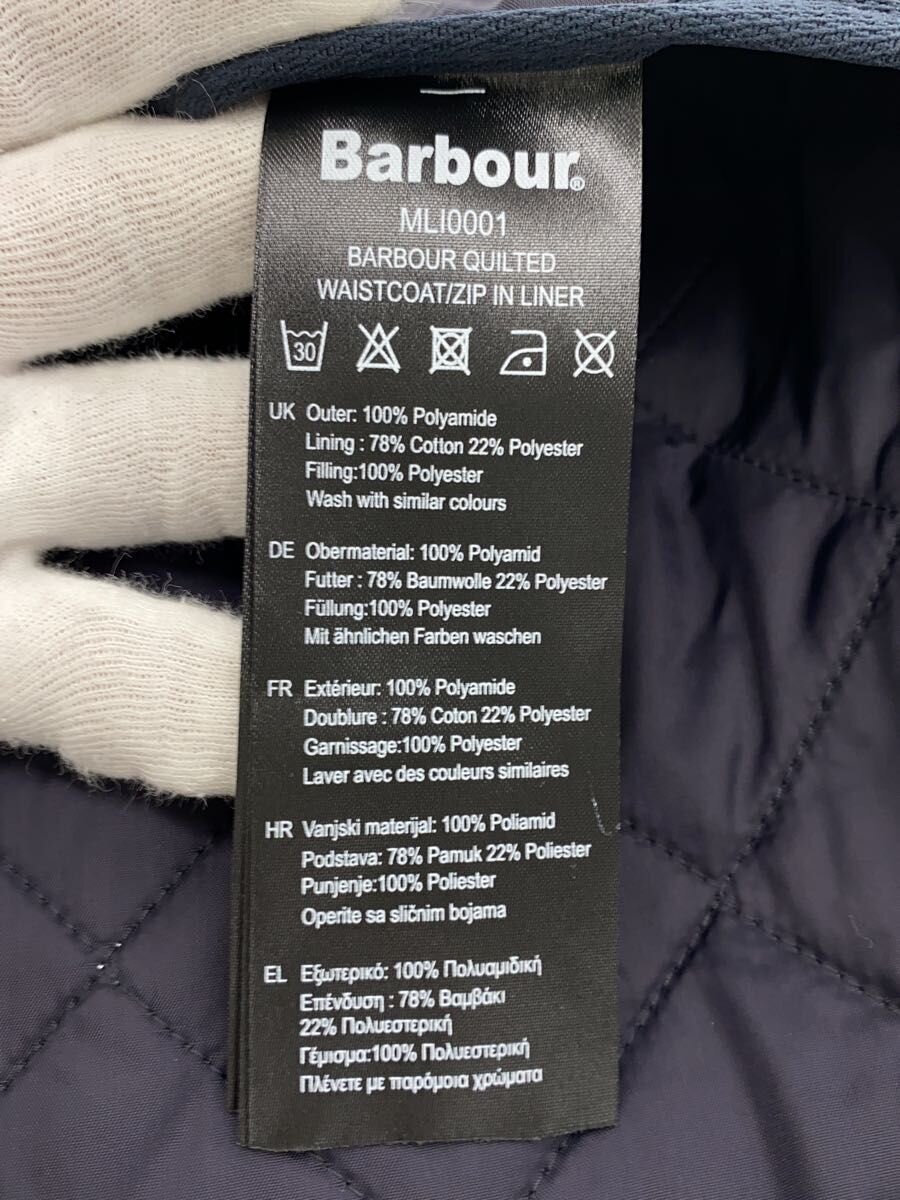 Barbour®
MLI0001
BARBOUR QUILTED
WAISTCOAT/ZIP IN LINER
30
UK Outer: 100% Polyamide
Lining : 78% Cotton 22% Polyester
Filling:100% Polyester
Wash with similar colours
DE Obermaterial: 100% Polyamid
Futter : 78% Baumwolle 22% Polyester
Füllung:100% Polyester
Mit ähnlichen Farben waschen
FR Extérieur: 100% Polyamide
Doublure : 78% Coton 22% Polyester
Garnissage:100% Polyester
Laver avec des couleurs similaires
HR Vanjski materijal: 100% Poliamid
Podstava: 78% Pamuk 22% Poliester
Punjenje:100% Poliester
Operite sa sličnim bojama
EL Εξωτερικό: 100% Πολυαμιδική
Επένδυση : 78% Βαμβάκι
22% Πολυεστερική
Γέμισμα:100% Πολυεστερική
Πλένετε με παρόμοια χρώματα